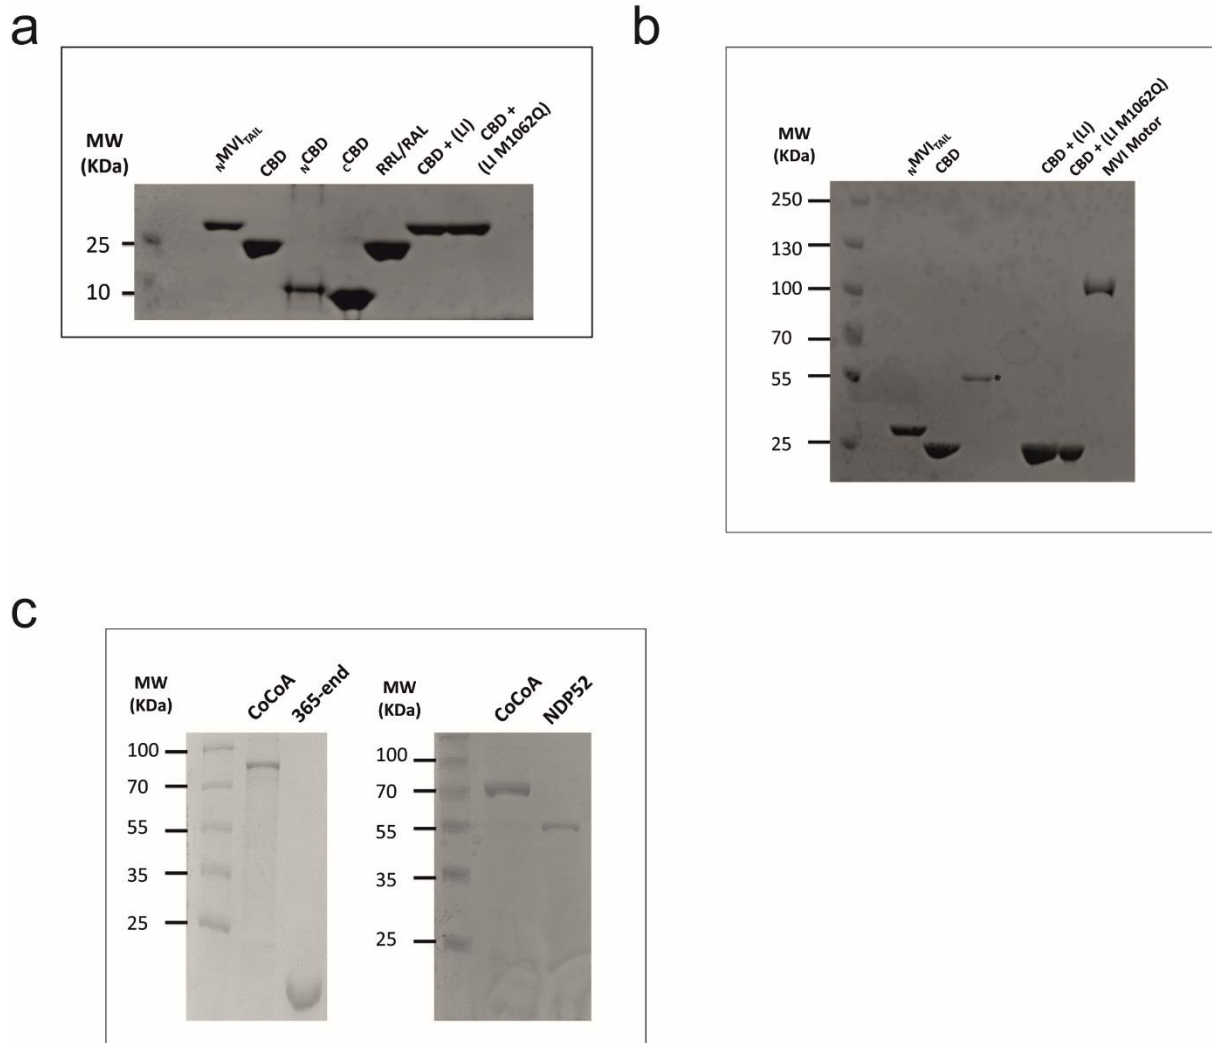 a
MW
(KDa)
NMVITAIL
CBD
NCBD
CCBD
RRL/RAL
CBD + (LI)
CBD +
(LI M1062Q)
25
10
b
NMVITAIL
CBD
CBD + (LI)
CBD + (LI M1062Q)
MVI Motor
MW
(KDa)
250
130
100
70
55
25
*
c
MW
(KDa)
CoCoA
365-end
100
70
55
35
25
MW
(KDa)
CoCoA
NDP52
100
70
55
35
25